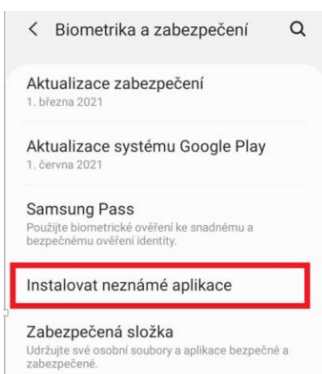 Biometrika a zabezpečení
Aktualizace zabezpečení
1. března 2021
Aktualizace systému Google Play
1. června 2021
Samsung Pass
Použijte biometrické ověření ke snadnému a
bezpečnému ověření identity.
Instalovat neznámé aplikace
Zabezpečená složka
Udržujte své osobní soubory a aplikace bezpečné a
zabezpečené.